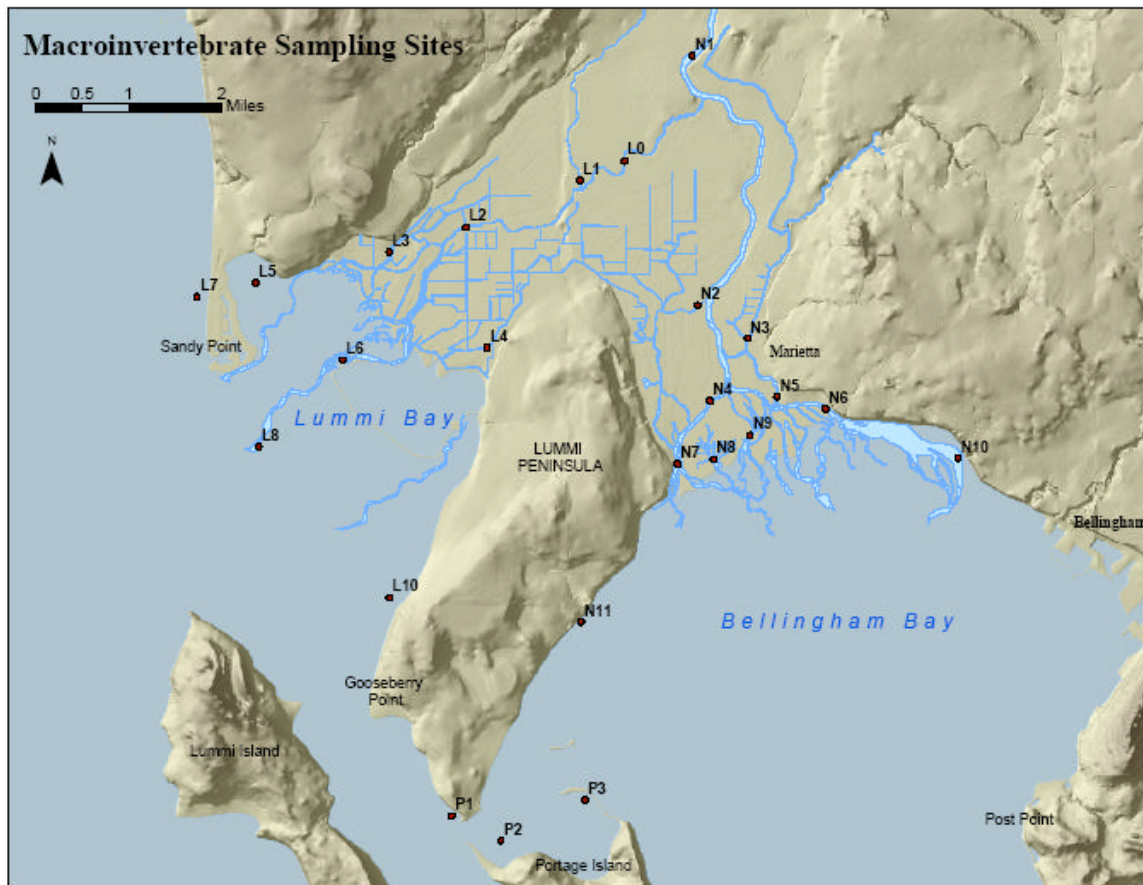 Macroinvertebrate Sampling Sites
N1
0 0.5 1 2
Miles
N
L0
L1
L2
L3
L5
L7
N2
N3
Sandy Point
L4
Marietta
L6
N5
N4
N6
Lummi Bay
N9
L8
LUMMI
PENINSULA
N7
N8
N10
Bellingham
L10
N11
Bellingham Bay
Gooseberry
Point
Lummi Island
P3
P1
P2
Post Point
Portage Island